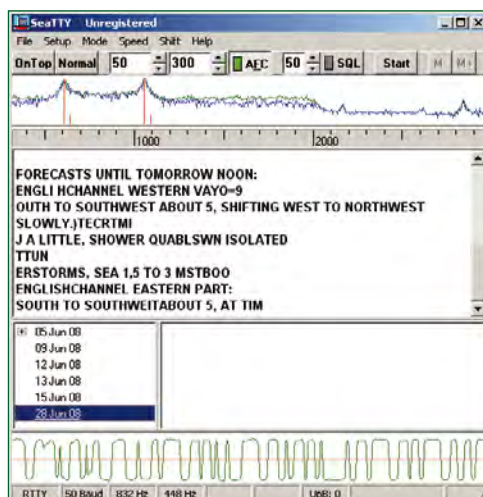 SeaTTY Unregistered
File Setup Mode Speed Shift Help
OnTop Normal 50 300 AFC 50 SQL Start M M+
1000 2000
FORECASTS UNTIL TOMORROW NOON:
ENGLI HCHANNEL WESTERN VAYO=9
OUTH TO SOUTHWEST ABOUT 5, SHIFTING WEST TO NORTHWEST
SLOWLY.)TECRTMI
J A LITTLE, SHOWER QUABLSWN ISOLATED
TTUN
ERSTORMS, SEA 1,5 TO 3 MSTBOO
ENGLISHCHANNEL EASTERN PART:
SOUTH TO SOUTHWEITABOUT 5, AT TIM
05 Jun 08
09 Jun 08
12 Jun 08
13 Jun 08
15 Jun 08
28 Jun 08
RTTY 50 Baud 832 Hz 448 Hz UnB: 0